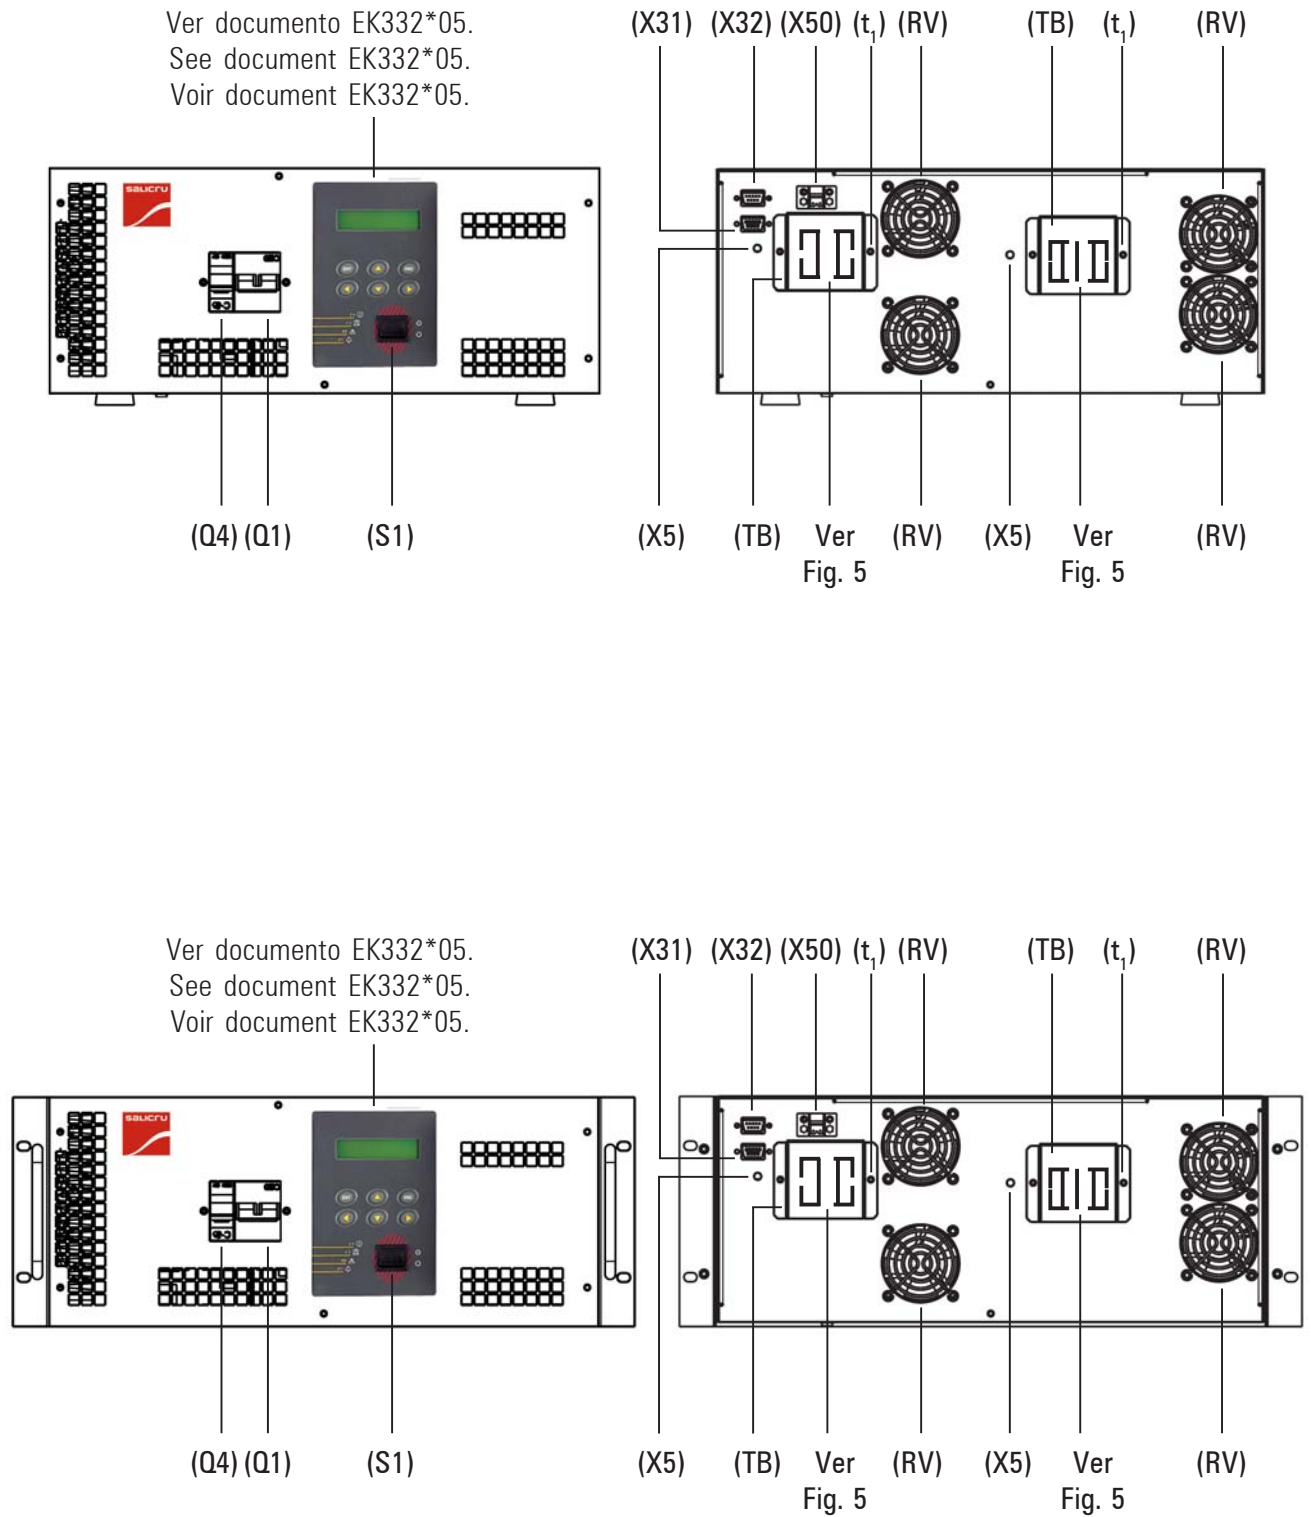 Ver documento EK332*05.
See document EK332*05.
Voir document EK332*05.
(X31) (X32) (X50) (t1) (RV) (TB) (t1) (RV)
salicru
(Q4) (Q1) (S1) (X5) (TB) Ver (RV) (X5) Ver (RV)
Fig. 5 Fig. 5
Ver documento EK332*05.
See document EK332*05.
Voir document EK332*05.
(X31) (X32) (X50) (t1) (RV) (TB) (t1) (RV)
salicru
(Q4) (Q1) (S1) (X5) (TB) Ver (RV) (X5) Ver (RV)
Fig. 5 Fig. 5